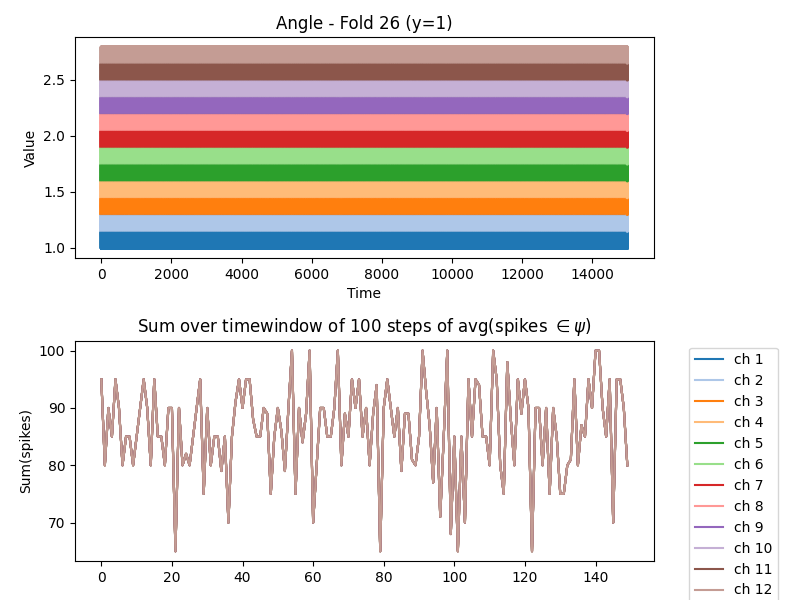 Angle - Fold 26 (y=1)
Value
2.5
2.0
1.5
1.0
0 2000 4000 6000 8000 10000 12000 14000
Time
Sum over timewindow of 100 steps of avg(spikes ∈ψ)
Sum(spikes)
100
90
80
70
0 20 40 60 80 100 120 140
ch 1
ch 2
ch 3
ch 4
ch 5
ch 6
ch 7
ch 8
ch 9
ch 10
ch 11
ch 12